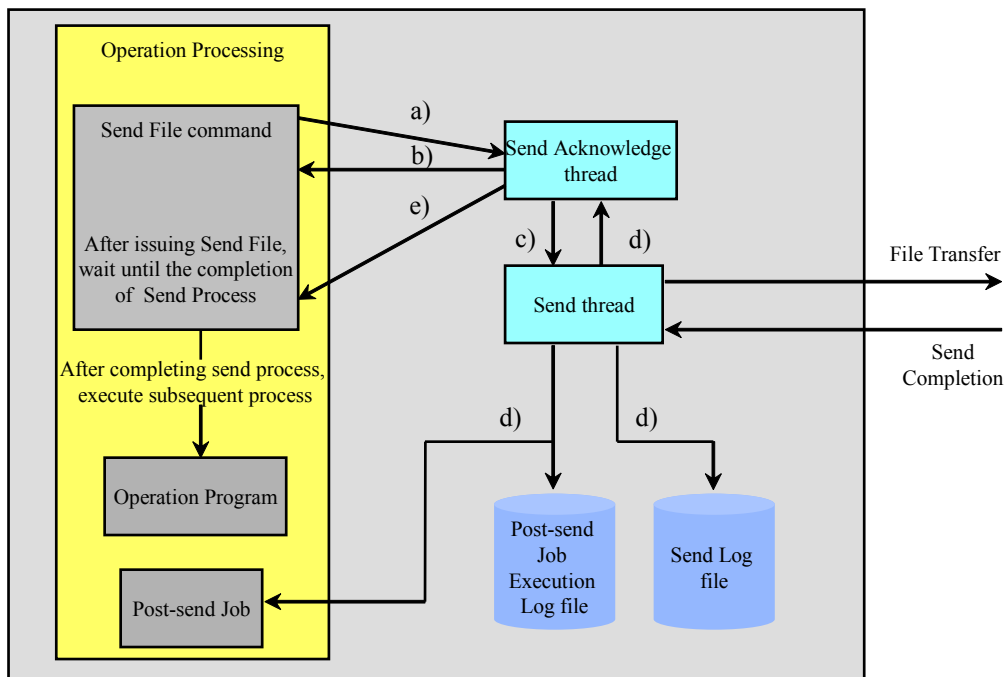 Operation Processing
Send File command
a)
b)
e)
Send Acknowledge
thread
After issuing Send File,
wait until the completion
of Send Process
c)
d)
Send thread
File Transfer
Send
Completion
After completing send process,
execute subsequent process
d)
d)
Operation Program
Post-send
Job
Execution
Log file
Send Log
file
Post-send Job